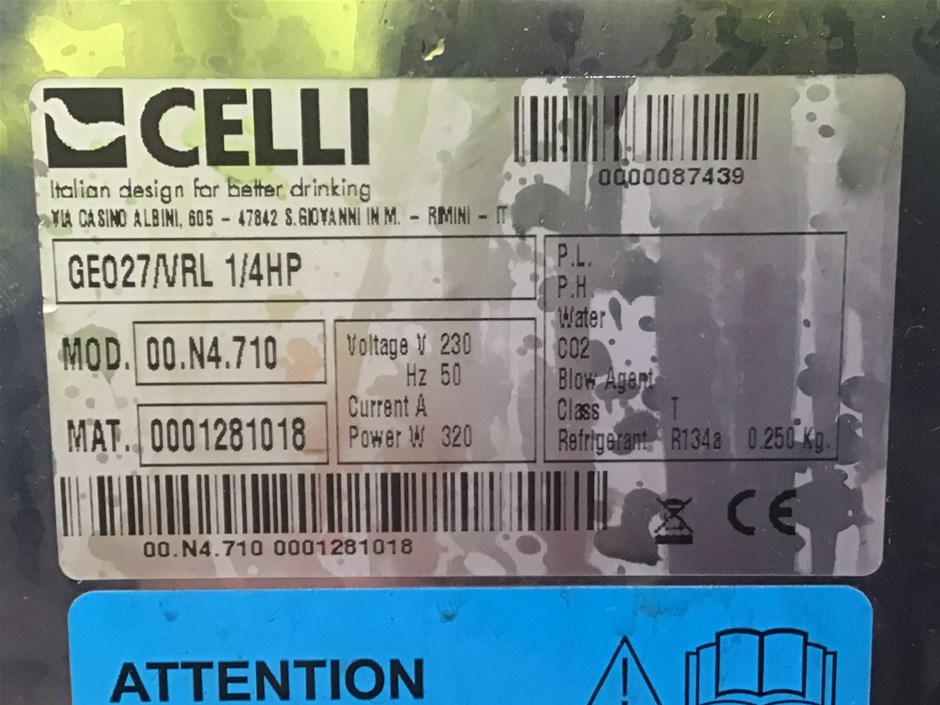 CELLI
0000087439
Italian design for better drinking
VIA CASINO ALBINI, 605 - 47842 S.GIOVANNI IN M. - RIMINI - IT
GEO27/VRL 1/4HP
MOD. 00.N4.710
MAT. 0001281018
Voltage V 230
Hz 50
Current A
Power W 320
P.L.
P.H.
Water
CO2
Blow Agent
Class T
Refrigerant R134a 0.250 Kg.
00.N4.710 0001281018
CE
ATTENTION